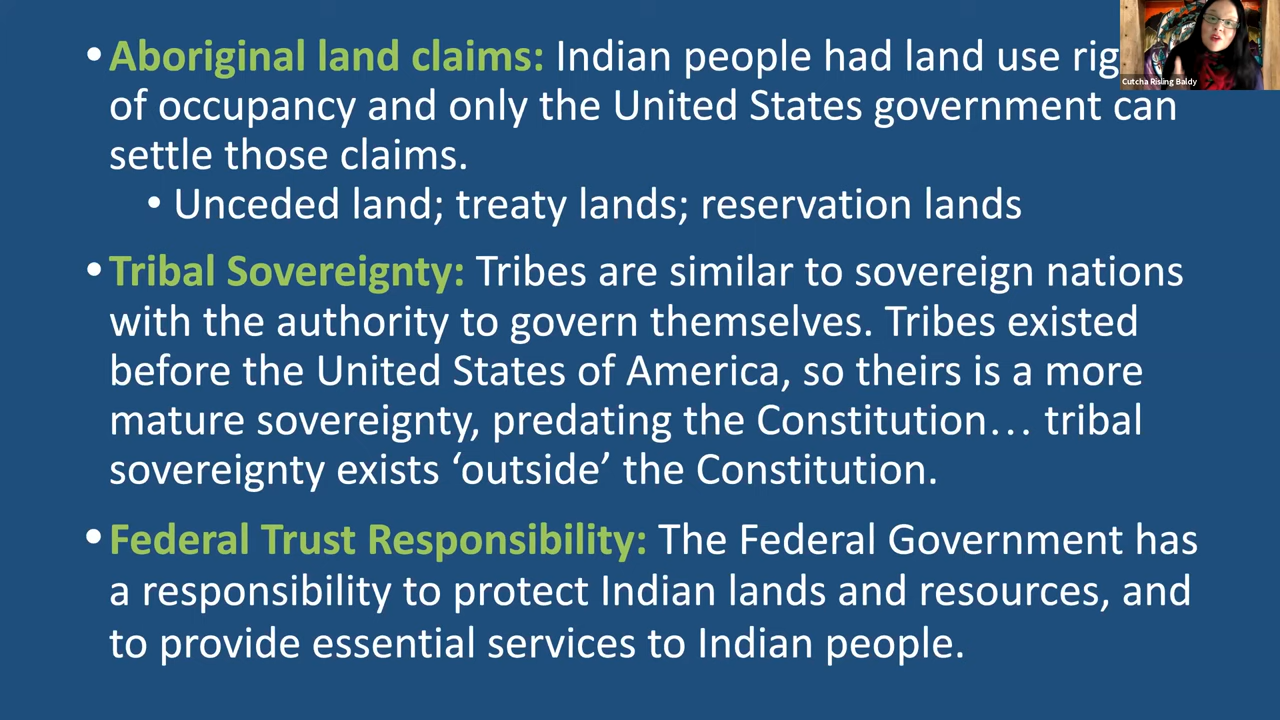 • Aboriginal land claims: Indian people had land use
of occupancy and only the United States government can
settle those claims.
• Unceded land; treaty lands; reservation lands
• Tribal Sovereignty: Tribes are similar to sovereign nations
with the authority to govern themselves. Tribes existed
before the United States of America, so theirs is a more
mature sovereignty, predating the Constitution… tribal
sovereignty exists ‘outside’ the Constitution.
• Federal Trust Responsibility: The Federal Government has
a responsibility to protect Indian lands and resources, and
to provide essential services to Indian people.
Cutcha Risling Baldy